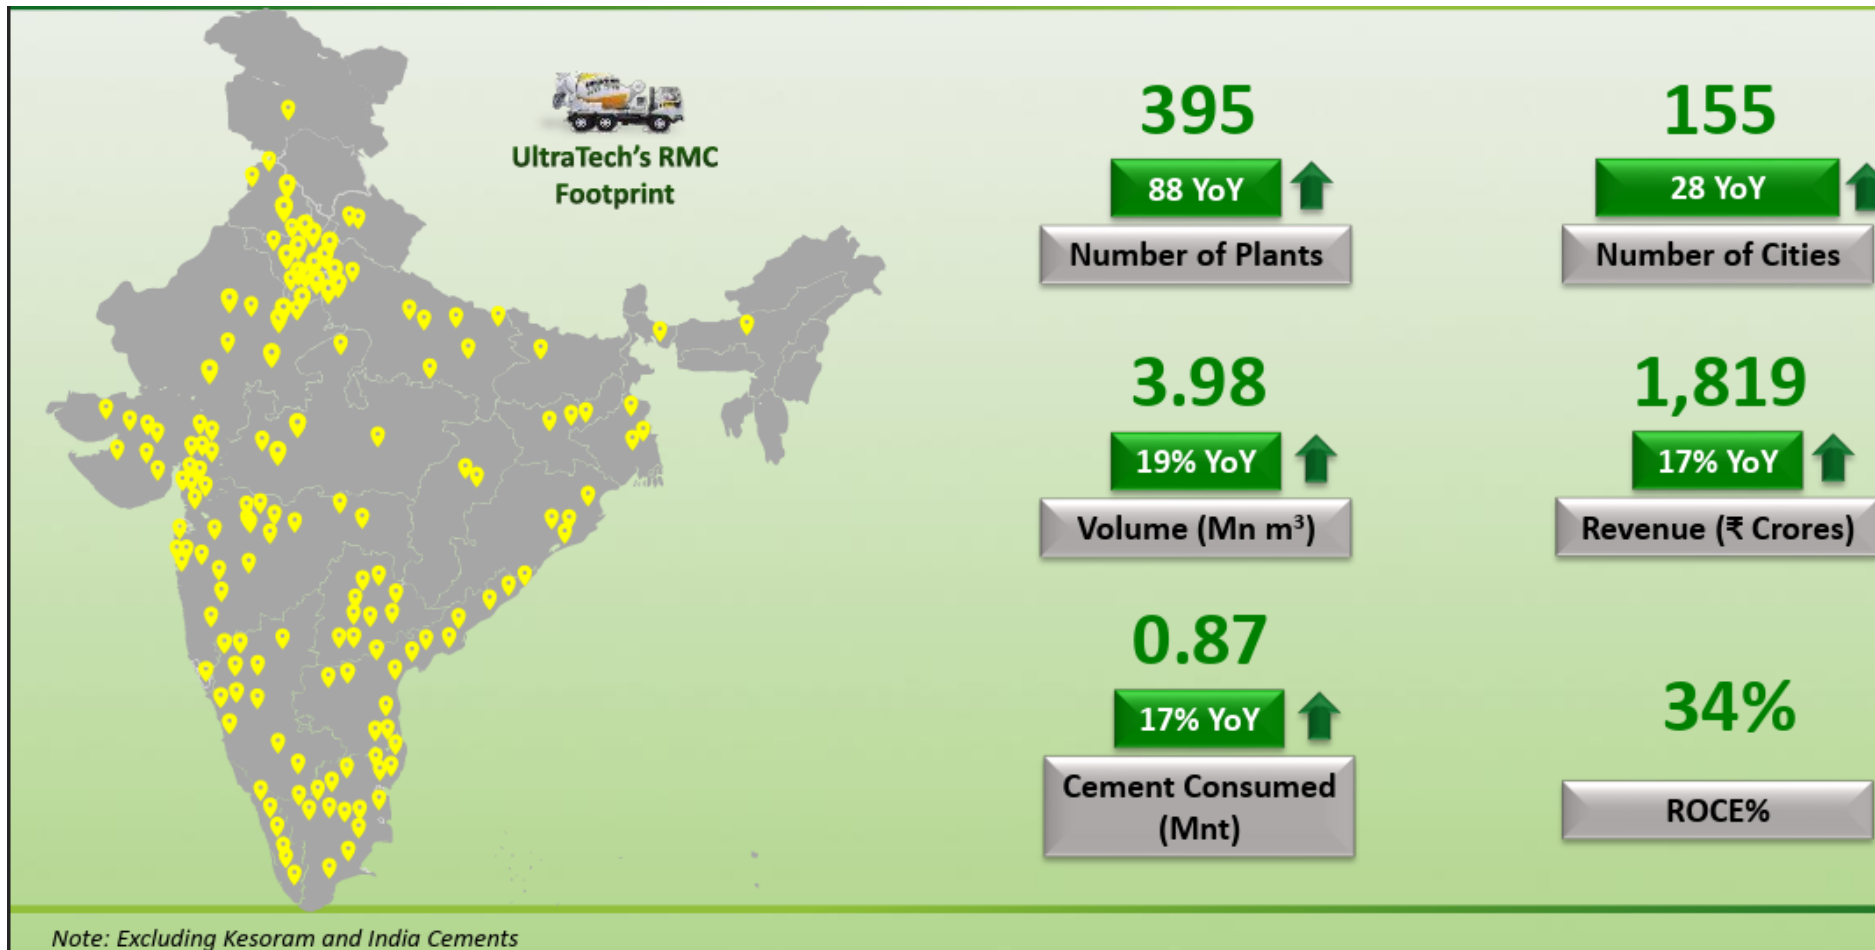 UltraTech's RMC
Footprint
395
88 YoY
Number of Plants
155
28 YoY
Number of Cities
3.98
19% YoY
Volume (Mn m³)
1,819
17% YoY
Revenue (₹ Crores)
0.87
17% YoY
Cement Consumed
(Mnt)
34%
ROCE%
Note: Excluding Kesoram and India Cements